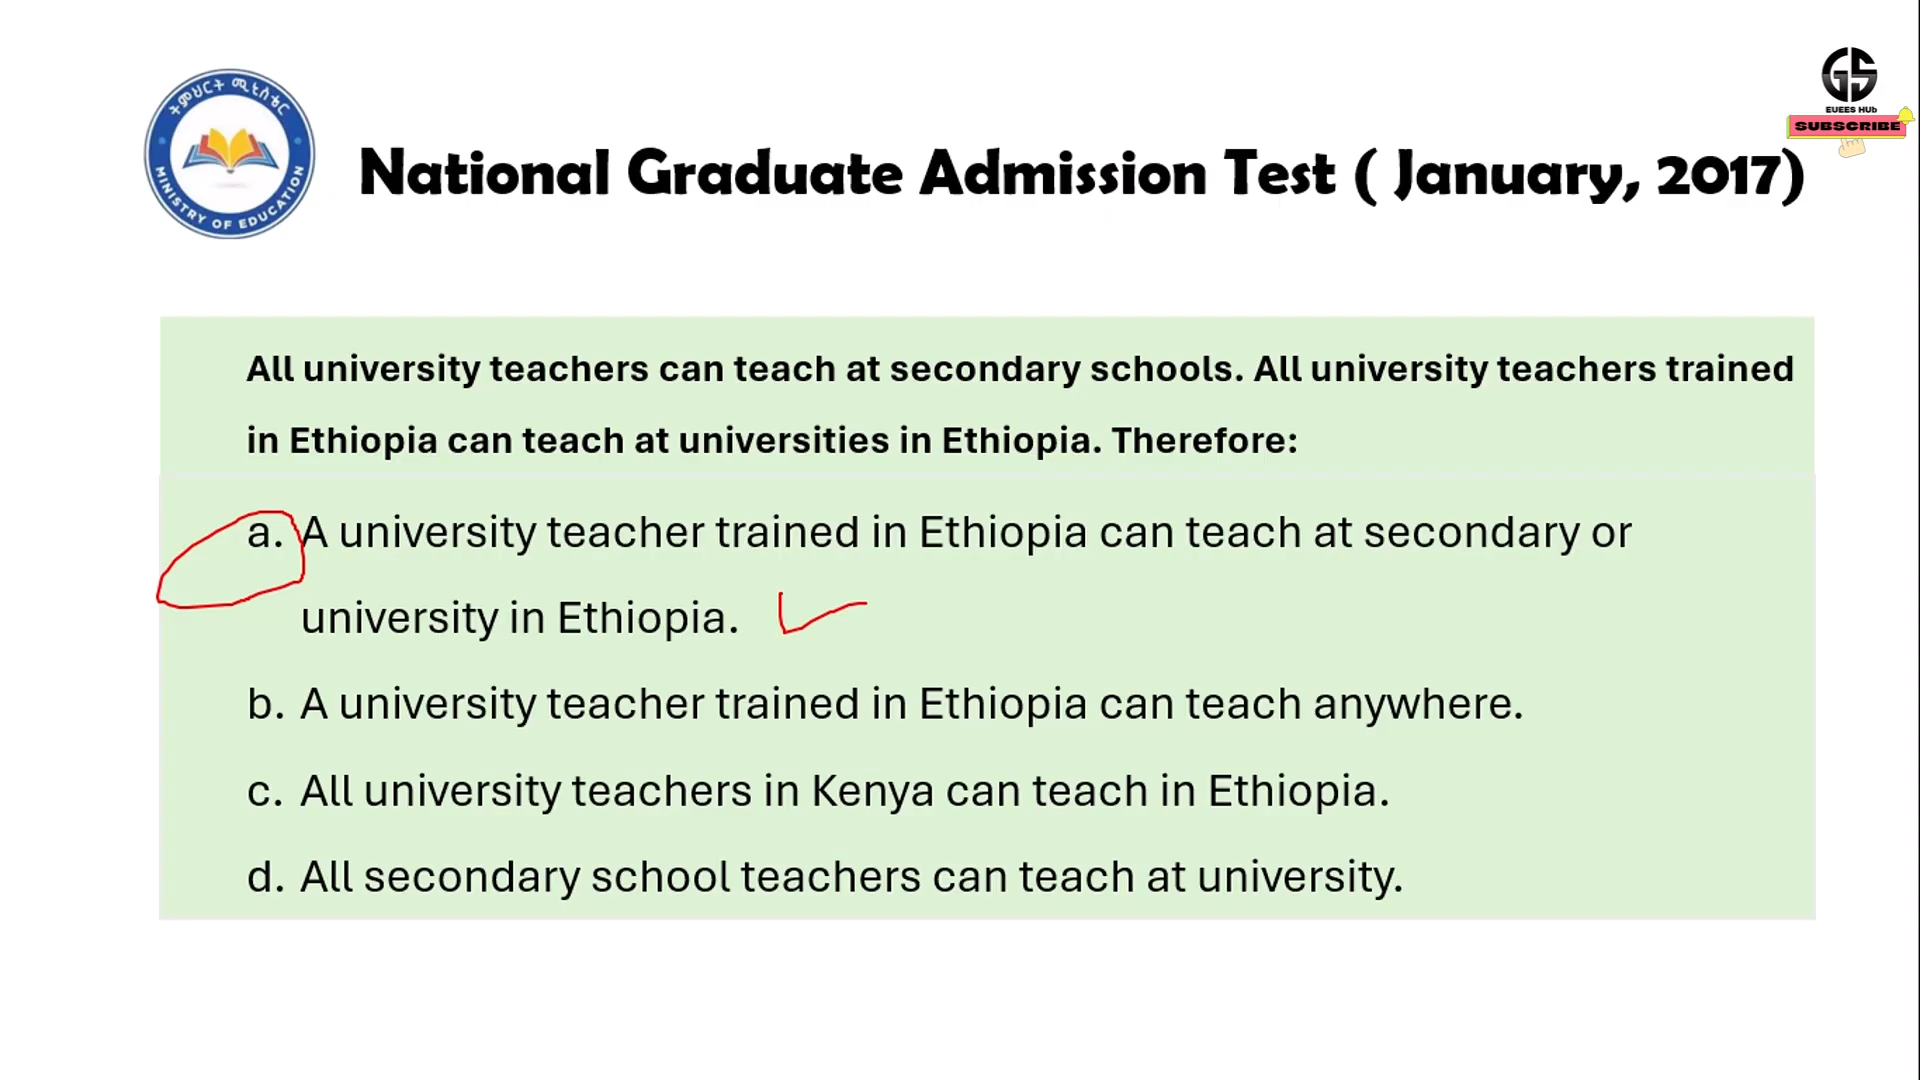 ትምህርት ሚኒስቴር
MINISTRY OF EDUCATION
GS
EUEES HUb
SUBSCRIBE
National Graduate Admission Test ( January, 2017)
All university teachers can teach at secondary schools. All university teachers trained
in Ethiopia can teach at universities in Ethiopia. Therefore:
a. A university teacher trained in Ethiopia can teach at secondary or
university in Ethiopia.
b. A university teacher trained in Ethiopia can teach anywhere.
c. All university teachers in Kenya can teach in Ethiopia.
d. All secondary school teachers can teach at university.